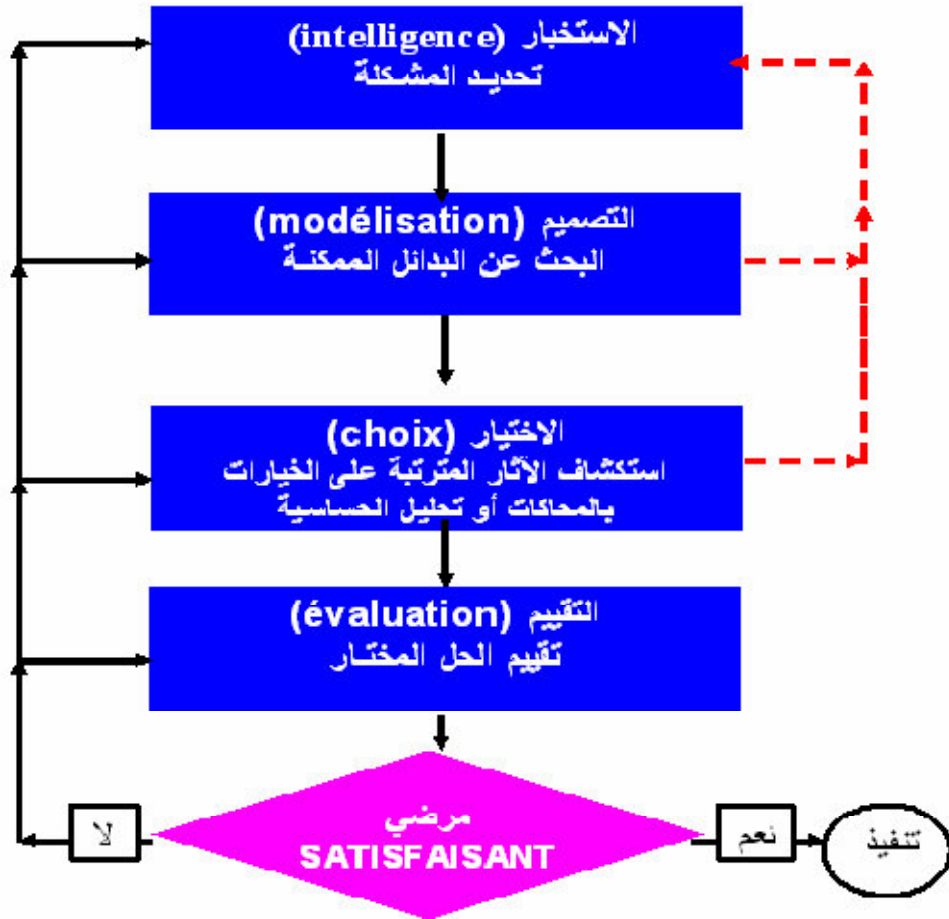 الاستخبار (intelligence)
تحديد المشكلة
التصميم (modélisation)
البحث عن البدائل الممكنة
الاختيار (choix)
استكشاف الآثار المترتبة على الخيارات
بالمحاكات أو تحليل الحساسية
التقييم (évaluation)
تقييم الحل المختار
مرضي
SATISFAISANT
لا
نعم
تنفيذ